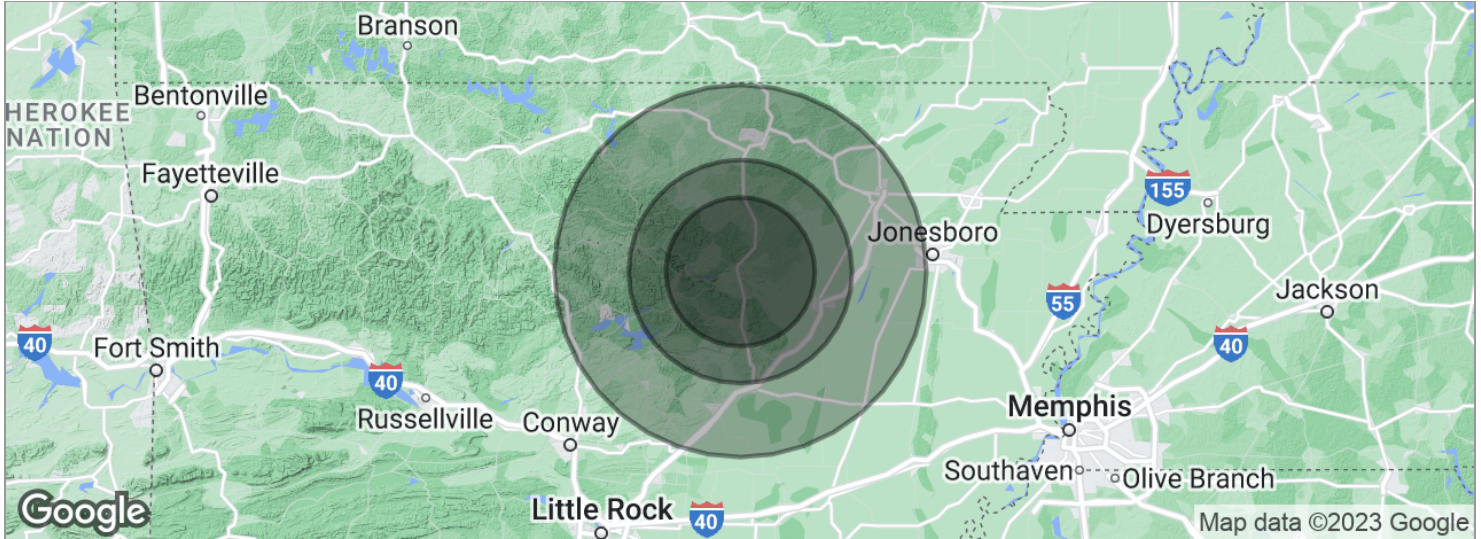 Branson
Bentonville
HEROKEE
NATION
Fayetteville
155
Dyersburg
Jonesboro
55
Jackson
40
40
Fort Smith
40
Russellville
Conway
Memphis
Southaven
Olive Branch
Little Rock
40
Google
Map data ©2023 Google